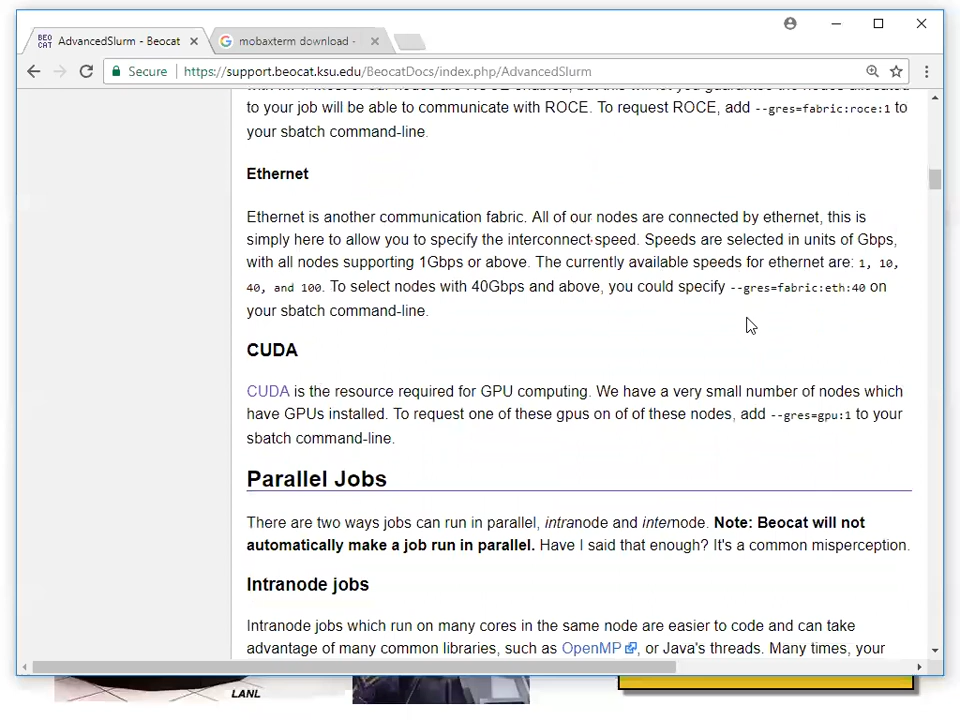 BEO CAT AdvancedSlurm - Beocat
mobaxterm download -
Secure https://support.beocat.ksu.edu/BeocatDocs/index.php/AdvancedSlurm
to your job will be able to communicate with ROCE. To request ROCE, add --gres=fabric:roce:1 to
your sbatch command-line.
Ethernet
Ethernet is another communication fabric. All of our nodes are connected by ethernet, this is
simply here to allow you to specify the interconnect speed. Speeds are selected in units of Gbps,
with all nodes supporting 1Gbps or above. The currently available speeds for ethernet are: 1, 10,
40, and 100. To select nodes with 40Gbps and above, you could specify --gres=fabric:eth:40 on
your sbatch command-line.
CUDA
CUDA is the resource required for GPU computing. We have a very small number of nodes which
have GPUs installed. To request one of these gpus on of of these nodes, add --gres=gpu:1 to your
sbatch command-line.
Parallel Jobs
There are two ways jobs can run in parallel, intranode and internode. Note: Beocat will not
automatically make a job run in parallel. Have I said that enough? It's a common misperception.
Intranode jobs
Intranode jobs which run on many cores in the same node are easier to code and can take
advantage of many common libraries, such as OpenMP, or Java's threads. Many times, your
LANL